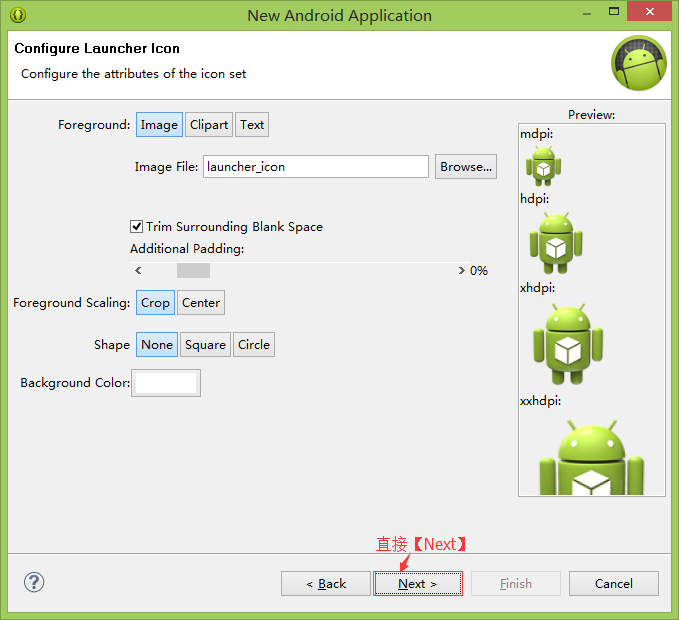 New Android Application
Configure Launcher Icon
Configure the attributes of the icon set
Foreground: Image Clipart Text
Image File: launcher_icon Browse...
Trim Surrounding Blank Space
Additional Padding:
< > 0%
Foreground Scaling: Crop Center
Shape None Square Circle
Background Color:
Preview:
mdpi:
hdpi:
xhdpi:
xxhdpi:
直接【Next】
? < Back Next > Finish Cancel